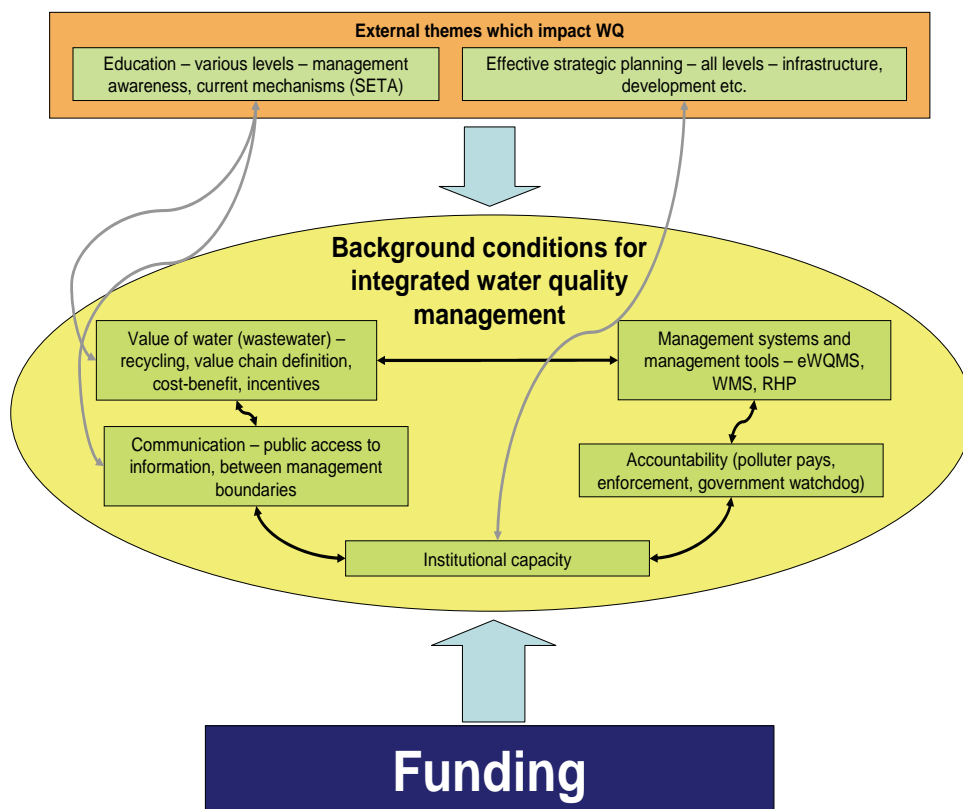 External themes which impact WQ
Education – various levels – management
awareness, current mechanisms (SETA)
Effective strategic planning – all levels – infrastructure,
development etc.
Background conditions for
integrated water quality
management
Value of water (wastewater) –
recycling, value chain definition,
cost-benefit, incentives
Management systems and
management tools – eWQMS,
WMS, RHP
Communication – public access to
information, between management
boundaries
Accountability (polluter pays,
enforcement, government watchdog)
Institutional capacity
Funding